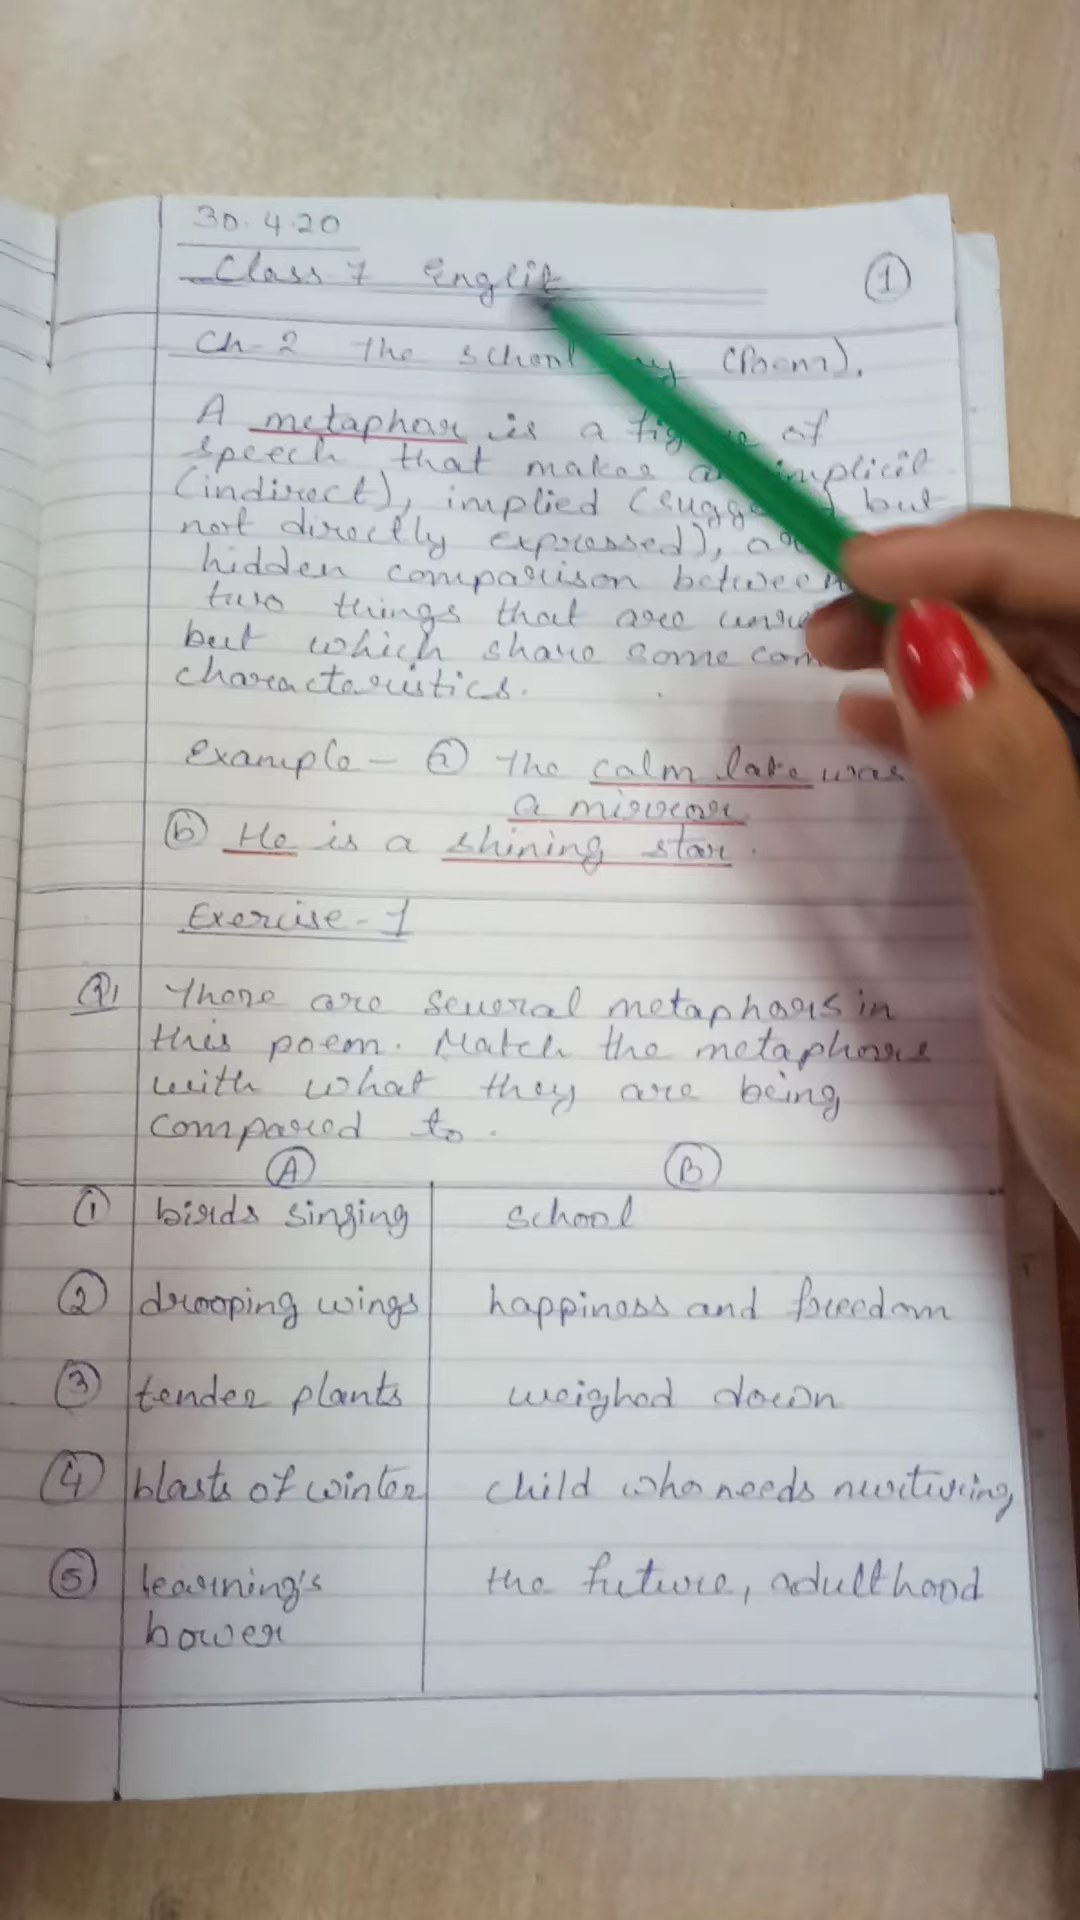 30.4.20
Class 7 Englis
1
Ch-2 the school (Poem).
A metaphor is a of
speech that makes an implicit
(indirect), implied ( but
not directly expressed),
hidden comparison between
two things that are
but which share some
characteristics.
Example- a the calm lake was
a mirror.
b He is a shining star.
Exercise-1
Q1 There are several metaphors in
this poem. Match the metaphors
with what they are being
compared to.
A B
1 birds singing school
2 drooping wings happiness and freedom
3 tender plants weighed down
4 blasts of winter child who needs nurturing
5 learning's the future, adulthood
bower